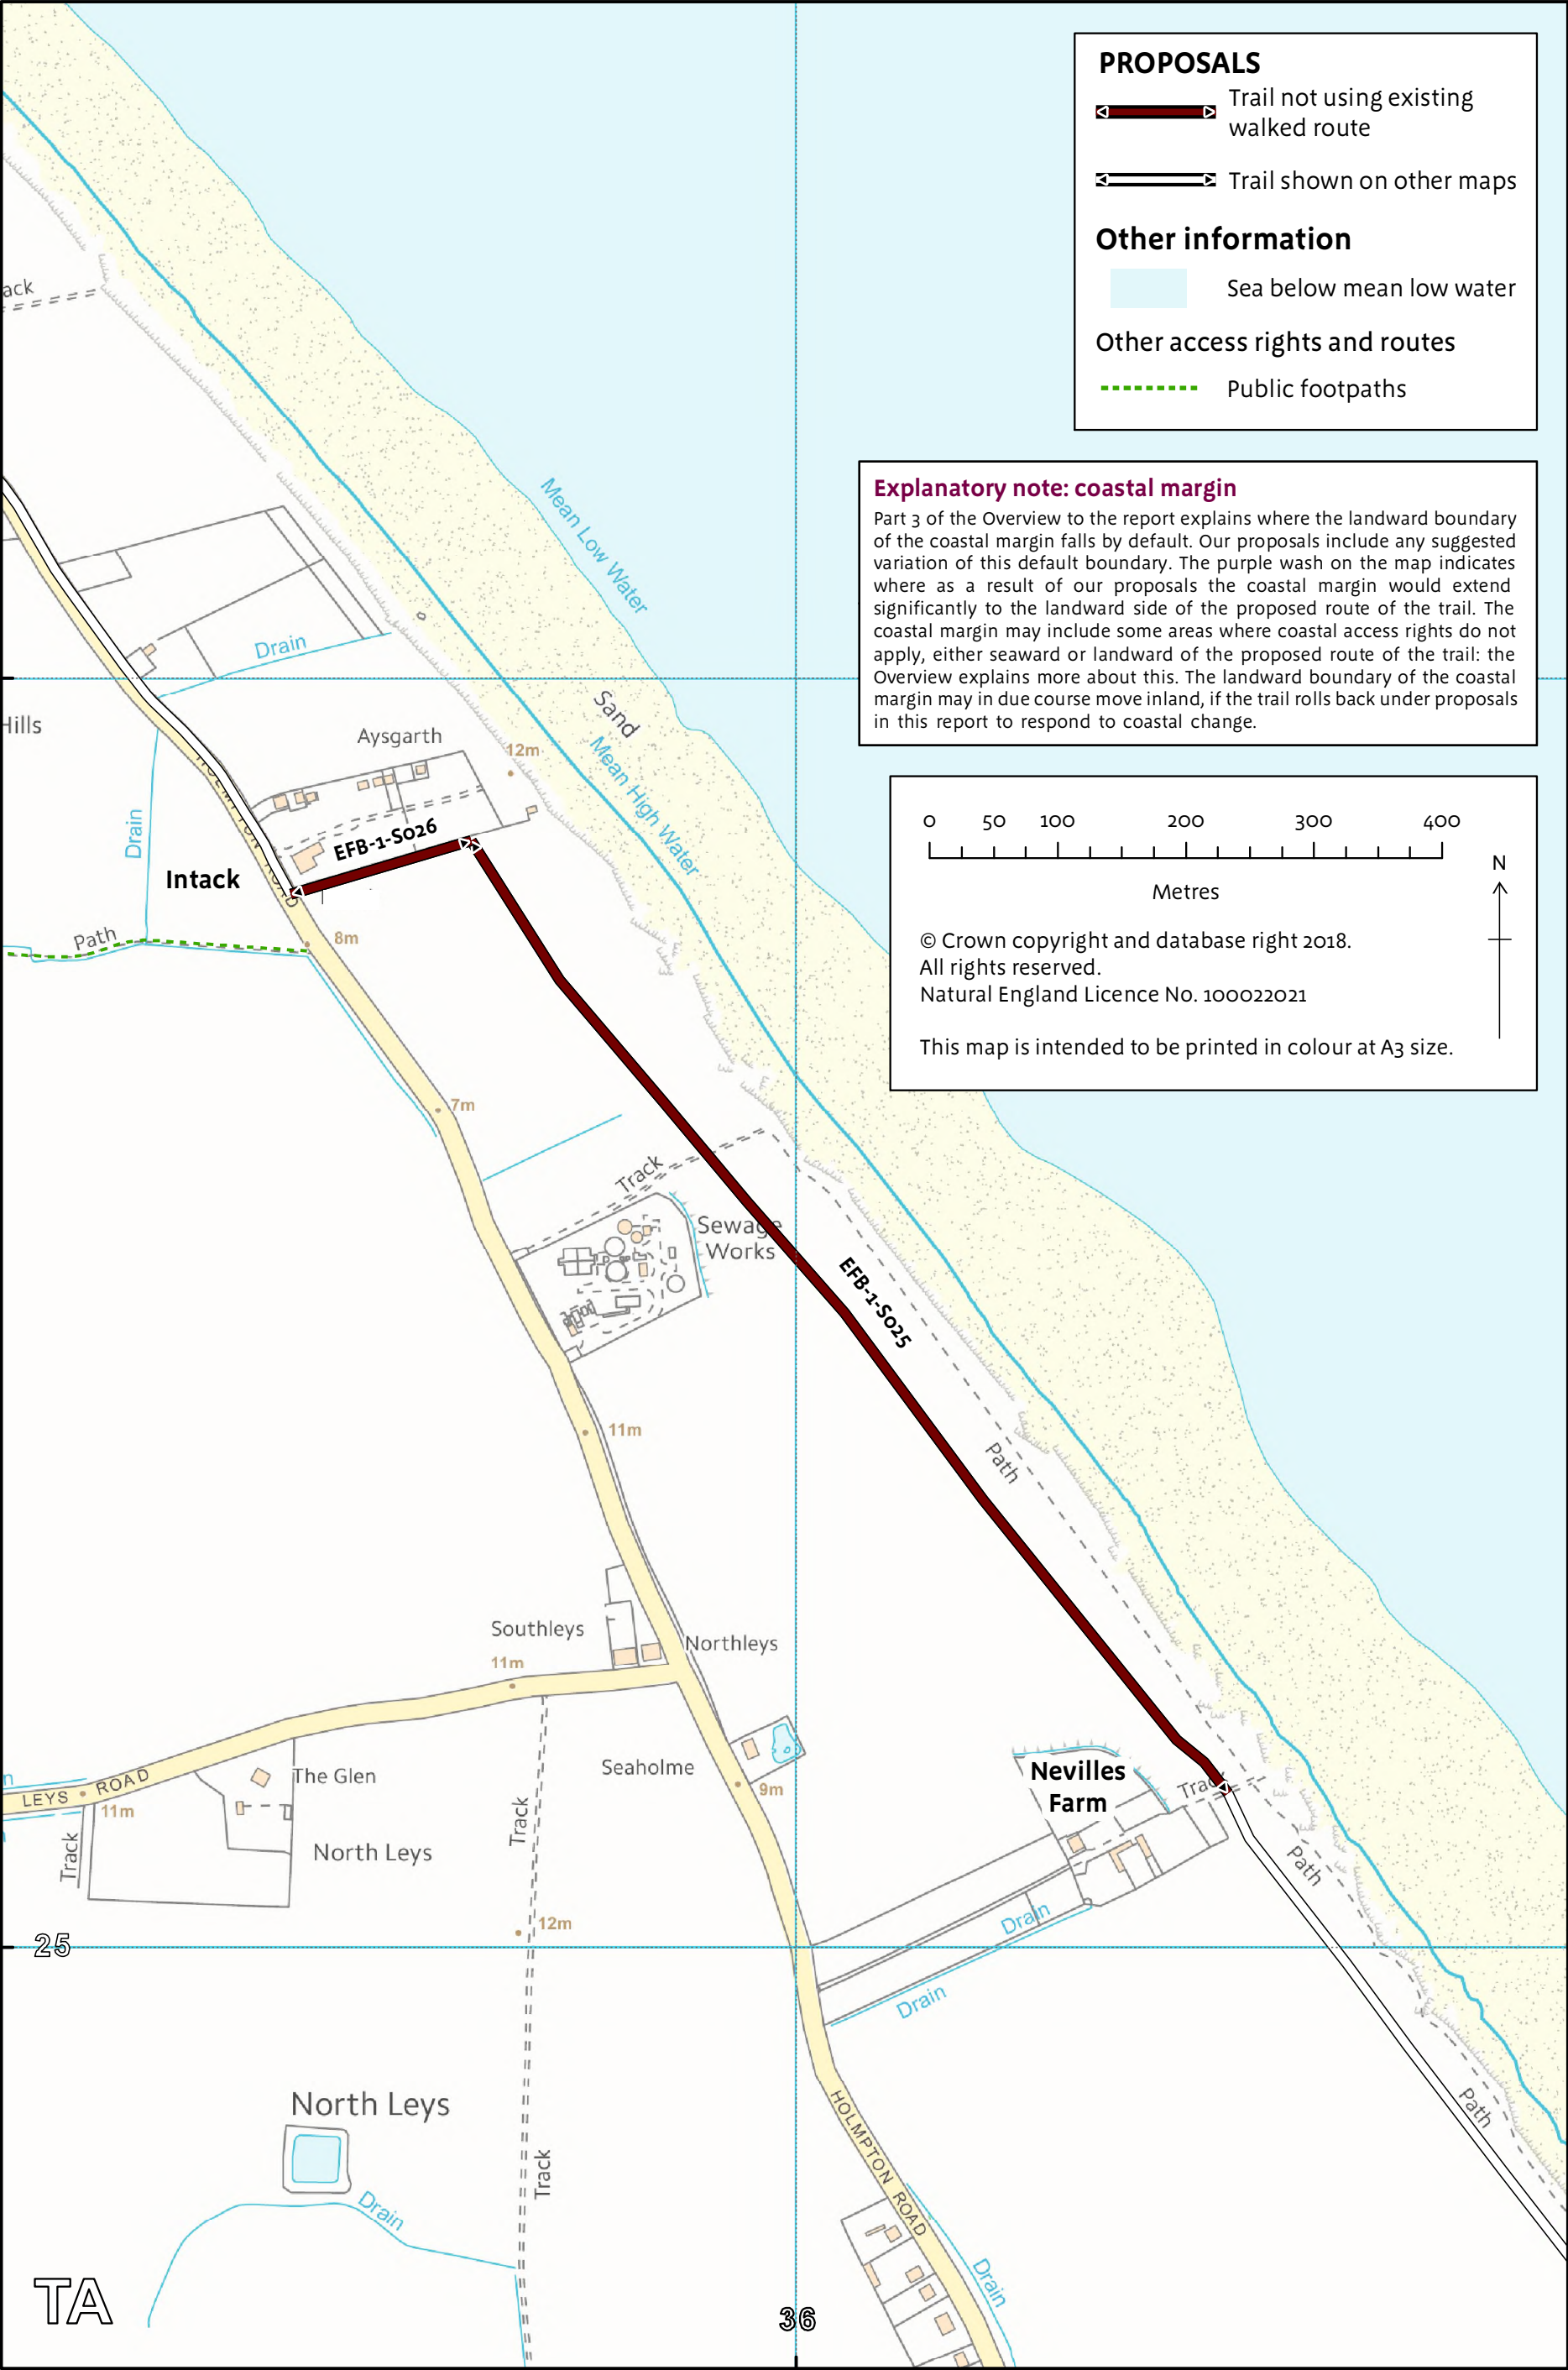 PROPOSALS
Trail not using existing
walked route
Trail shown on other maps
Other information
Sea below mean low water
Other access rights and routes
Public footpaths
Explanatory note: coastal margin
Part 3 of the Overview to the report explains where the landward boundary
of the coastal margin falls by default. Our proposals include any suggested
variation of this default boundary. The purple wash on the map indicates
where as a result of our proposals the coastal margin would extend
significantly to the landward side of the proposed route of the trail. The
coastal margin may include some areas where coastal access rights do not
apply, either seaward or landward of the proposed route of the trail: the
Overview explains more about this. The landward boundary of the coastal
margin may in due course move inland, if the trail rolls back under proposals
in this report to respond to coastal change.
0 50 100 200 300 400
Metres
N
© Crown copyright and database right 2018.
All rights reserved.
Natural England Licence No. 100022021
This map is intended to be printed in colour at A3 size.
ack
Mean Low Water
Drain
Sand
Hills
Aysgarth
12m
Mean High Water
Drain
EFB-1-S026
Intack
Path
8m
7m
Track
Sewage
Works
EFB-1-S025
11m
Path
Southleys
Northleys
11m
Seaholme
9m
Nevilles
Farm
Track
The Glen
LEYS ROAD
11m
Track
Track
North Leys
Path
12m
Drain
25
Drain
North Leys
HOLMPTON ROAD
Path
Track
Drain
Drain
TA
36